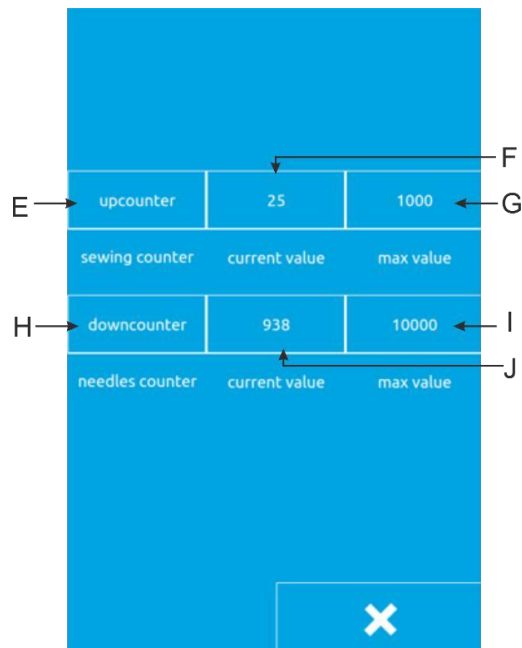 F
E upcounter 25 1000 G
sewing counter current value max value
H downcounter 938 10000 I
J
needles counter current value max value